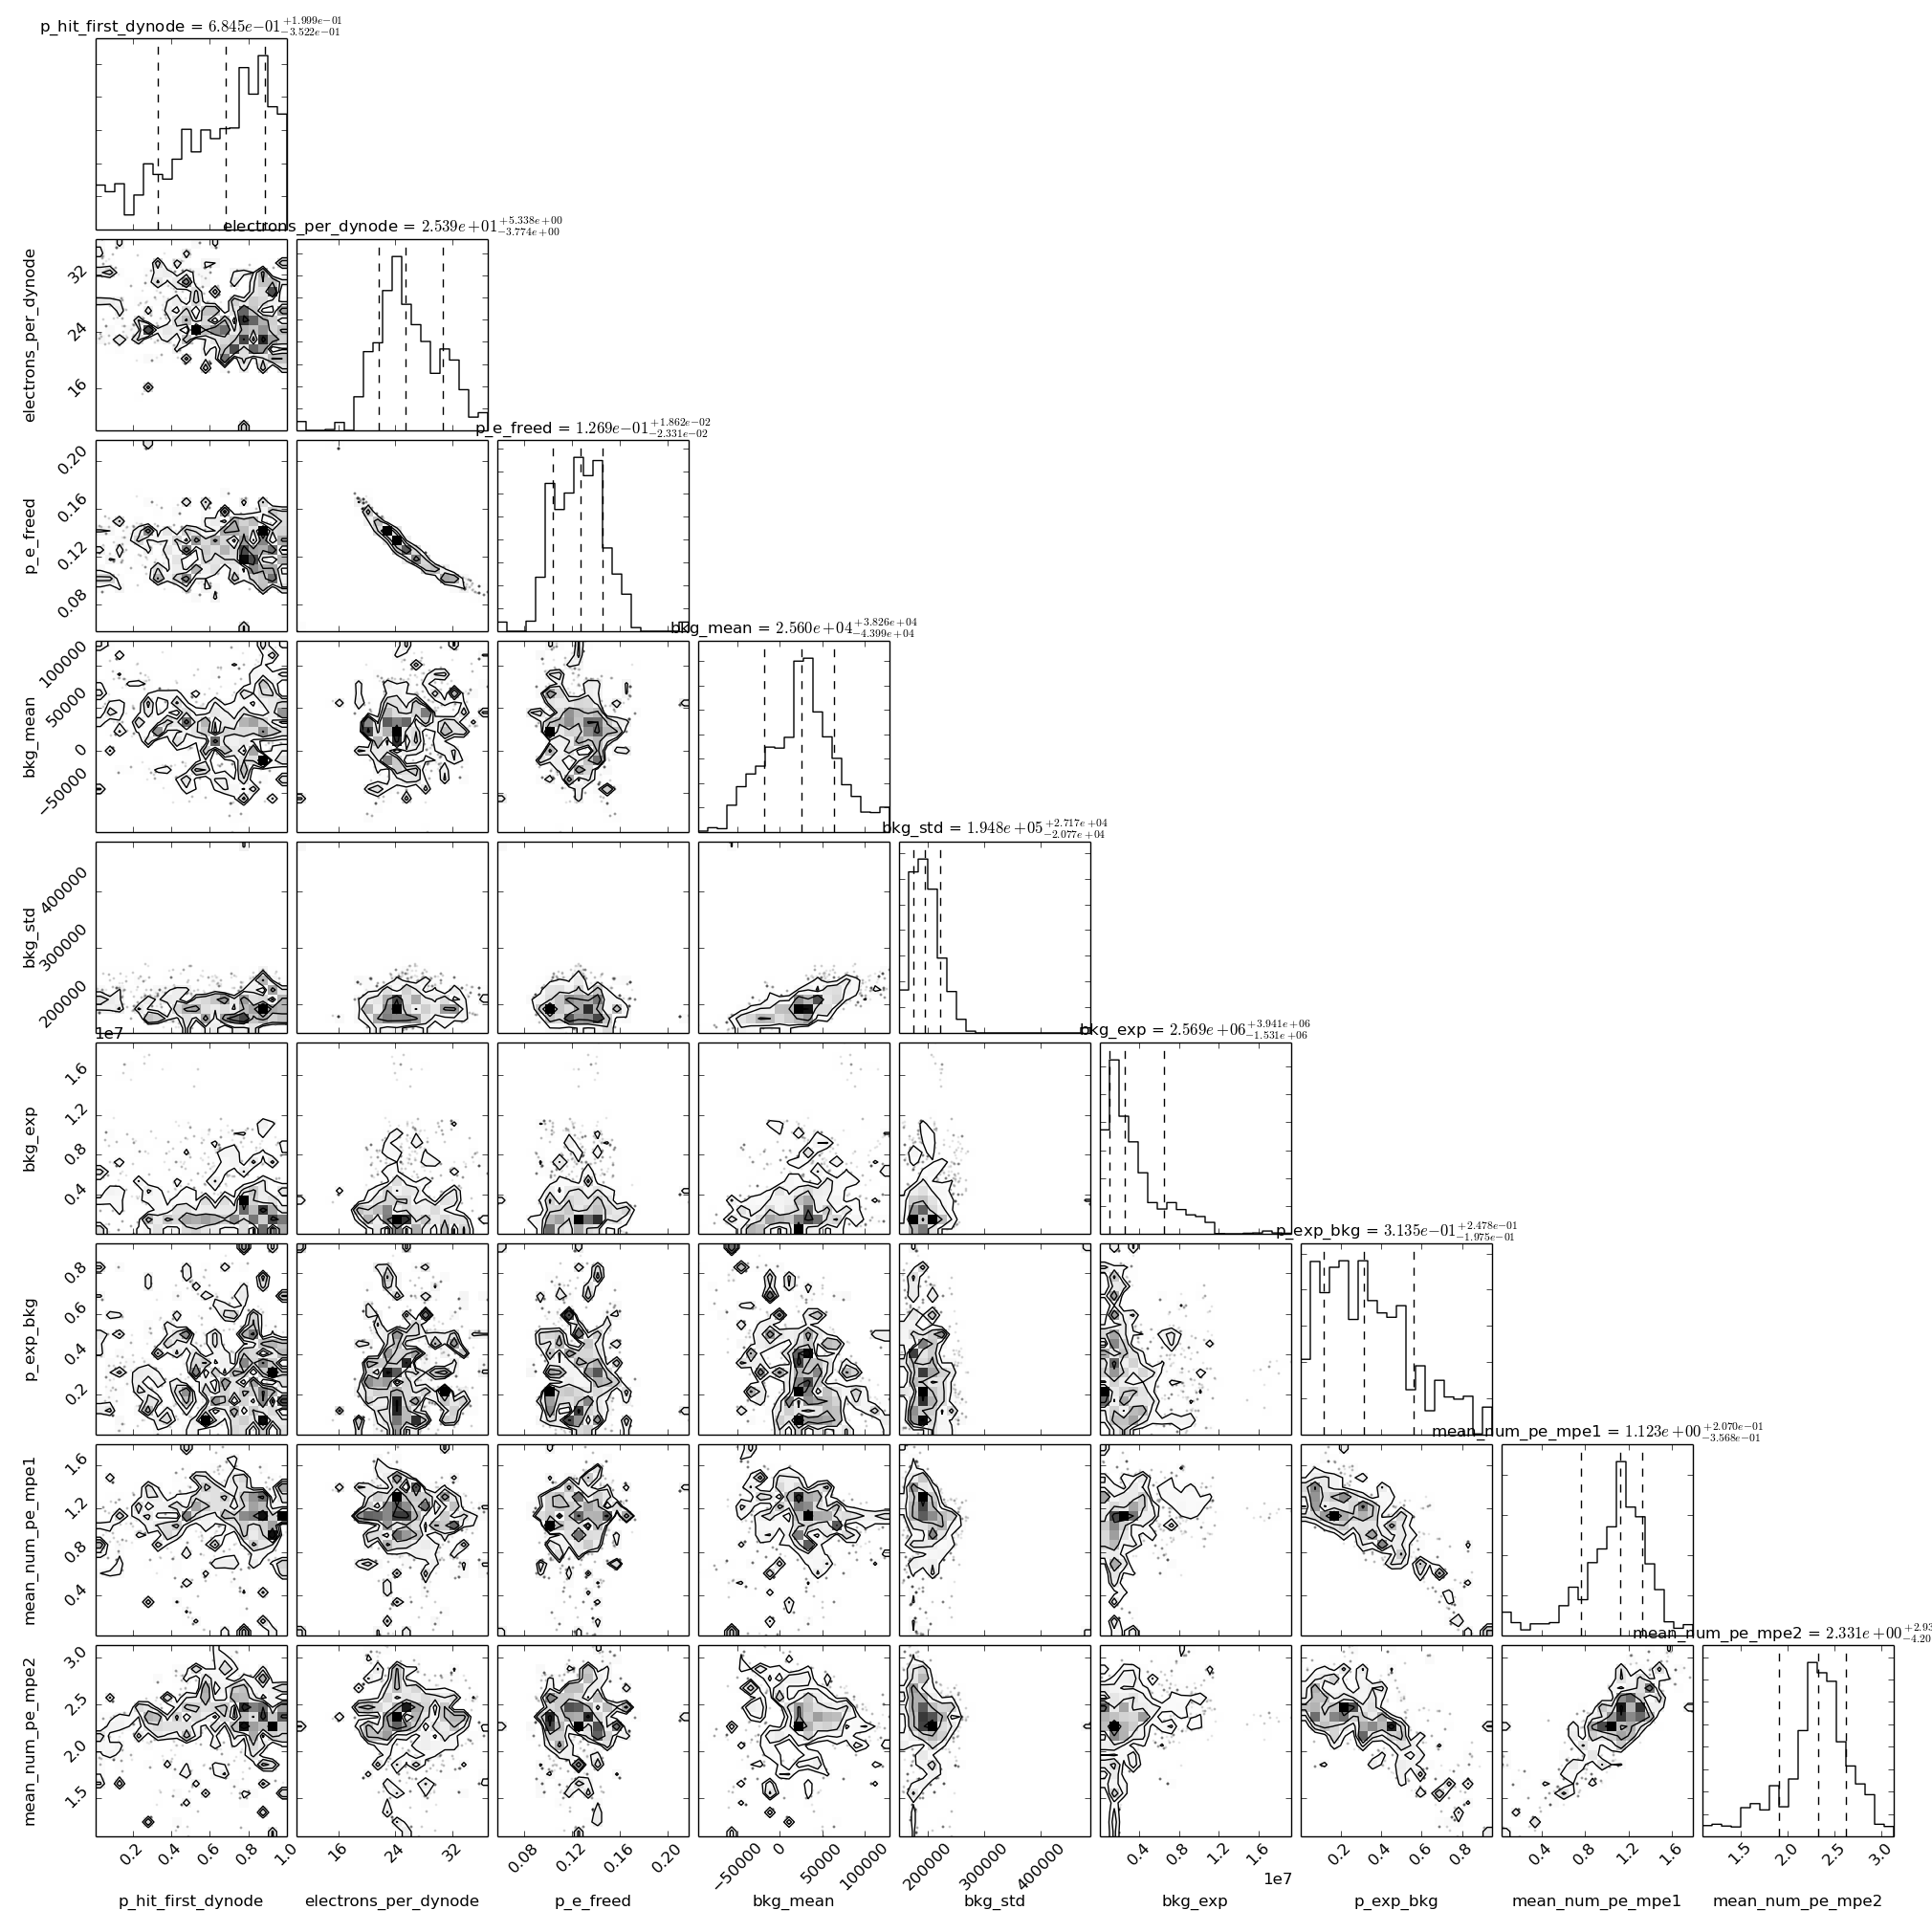 p_hit_first_dynode = 6.845e−01 +1.999e−01 −3.522e−01
electrons_per_dynode = 2.539e+01 +5.338e+00 −3.774e+00
electrons_per_dynode
32
24
16
p_e_freed = 1.269e−01 +1.862e−02 −2.331e−02
p_e_freed
0.20
0.16
0.12
0.08
bkg_mean = 2.560e+04 +3.826e+04 −4.399e+04
bkg_mean
100000
50000
0
−50000
bkg_std = 1.948e+05 +2.717e+04 −2.077e+04
bkg_std
400000
300000
200000
bkg_exp = 2.569e+06 +3.941e+06 −1.531e+06
1e7
bkg_exp
1.6
1.2
0.8
0.4
p_exp_bkg = 3.135e−01 +2.478e−01 −1.975e−01
p_exp_bkg
0.8
0.6
0.4
0.2
mean_num_pe_mpe1 = 1.123e+00 +2.070e−01 −3.568e−01
mean_num_pe_mpe1
1.6
1.2
0.8
0.4
mean_num_pe_mpe2 = 2.331e+00 +2.93 −4.20
mean_num_pe_mpe2
3.0
2.5
2.0
1.5
0.2 0.4 0.6 0.8 1.0
16 24 32
0.08 0.12 0.16 0.20
−50000 0 50000 100000
200000 300000 400000
0.4 0.8 1.2 1.6
1e7
0.2 0.4 0.6 0.8
0.4 0.8 1.2 1.6
1.5 2.0 2.5 3.0
p_hit_first_dynode
electrons_per_dynode
p_e_freed
bkg_mean
bkg_std
bkg_exp
p_exp_bkg
mean_num_pe_mpe1
mean_num_pe_mpe2